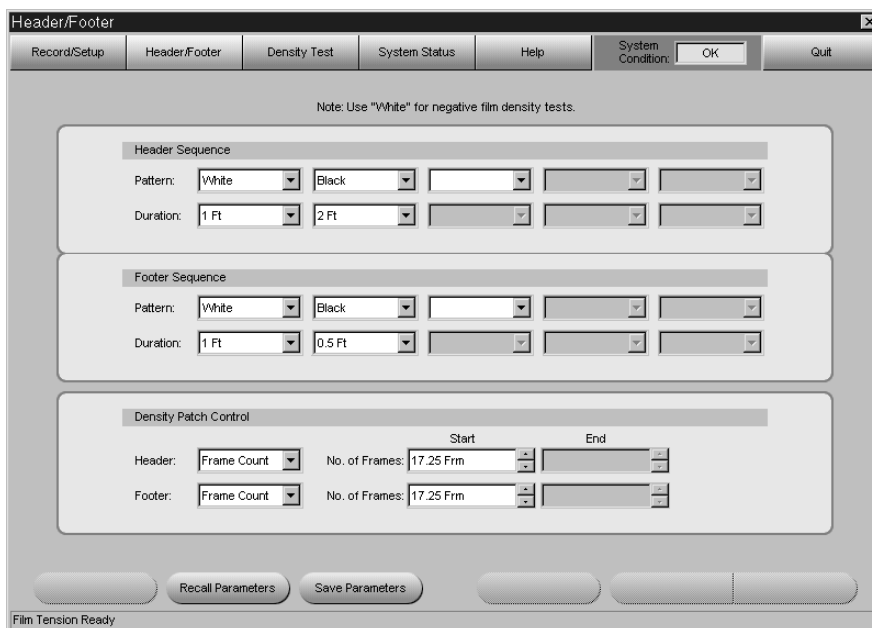 Header/Footer
Record/Setup Header/Footer Density Test System Status Help System Condition: OK Quit
Note: Use "White" for negative film density tests.
Header Sequence
Pattern: White Black
Duration: 1 Ft 2 Ft
Footer Sequence
Pattern: White Black
Duration: 1 Ft 0.5 Ft
Density Patch Control
Start End
Header: Frame Count No. of Frames: 17.25 Frm
Footer: Frame Count No. of Frames: 17.25 Frm
Recall Parameters Save Parameters
Film Tension Ready